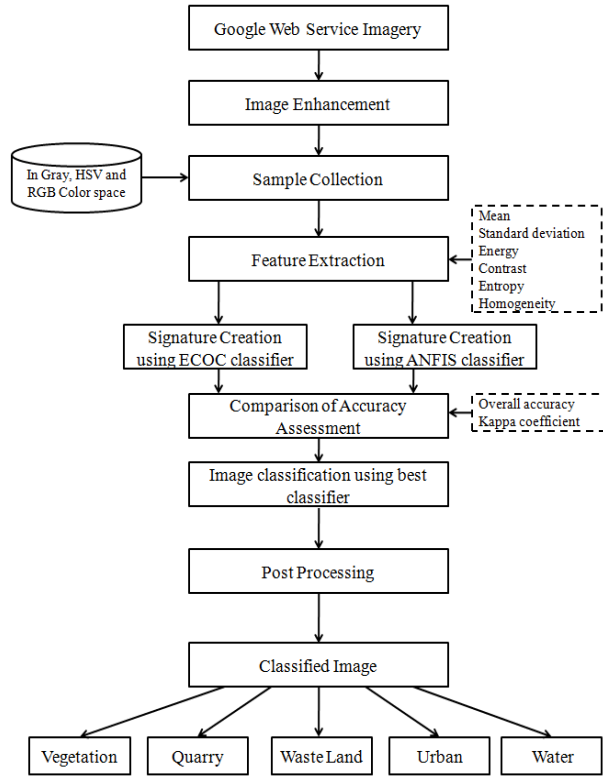 Google Web Service Imagery
Image Enhancement
In Gray, HSV and
RGB Color space
Sample Collection
Mean
Standard deviation
Energy
Contrast
Entropy
Homogeneity
Feature Extraction
Signature Creation
using ECOC classifier
Signature Creation
using ANFIS classifier
Comparison of Accuracy
Assessment
Overall accuracy
Kappa coefficient
Image classification using best
classifier
Post Processing
Classified Image
Vegetation
Quarry
Waste Land
Urban
Water